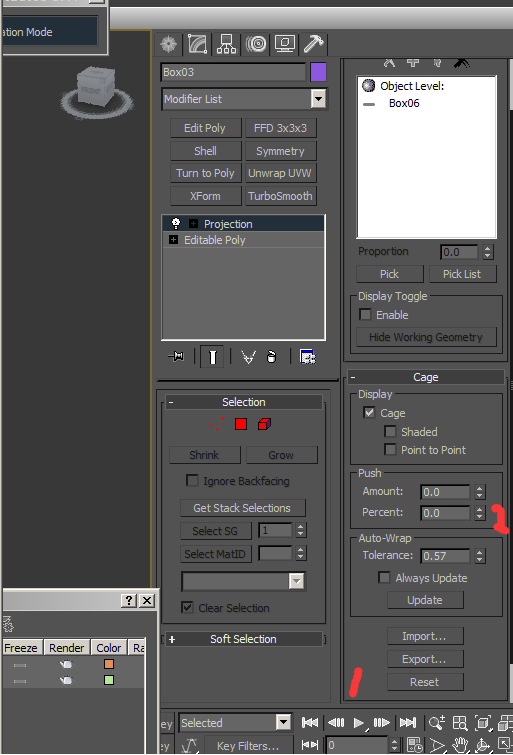 ation Mode
Box03
Modifier List
Edit Poly
FFD 3x3x3
Shell
Symmetry
Turn to Poly
Unwrap UVW
XForm
TurboSmooth
Projection
Editable Poly
Selection
Shrink
Grow
Ignore Backfacing
Get Stack Selections
Select SG
1
Select MatID
Clear Selection
Soft Selection
Object Level:
Box06
Proportion
0.0
Pick
Pick List
Display Toggle
Enable
Hide Working Geometry
Cage
Display
Cage
Shaded
Point to Point
Push
Amount:
0.0
Percent:
0.0
Auto-Wrap
Tolerance:
0.57
Always Update
Update
Import...
Export...
Reset
Freeze
Render
Color
Ra
ey
Selected
ey
Key Filters...
0